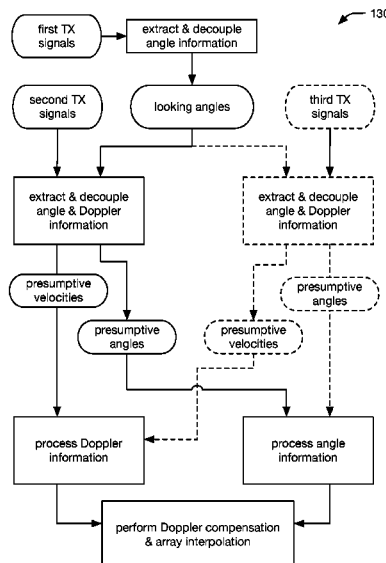 130
first TX
signals
extract & decouple
angle information
second TX
signals
looking angles
third TX
signals
extract & decouple
angle & Doppler
information
extract & decouple
angle & Doppler
information
presumptive
velocities
presumptive
angles
presumptive
angles
presumptive
velocities
process Doppler
information
process angle
information
perform Doppler compensation
& array interpolation